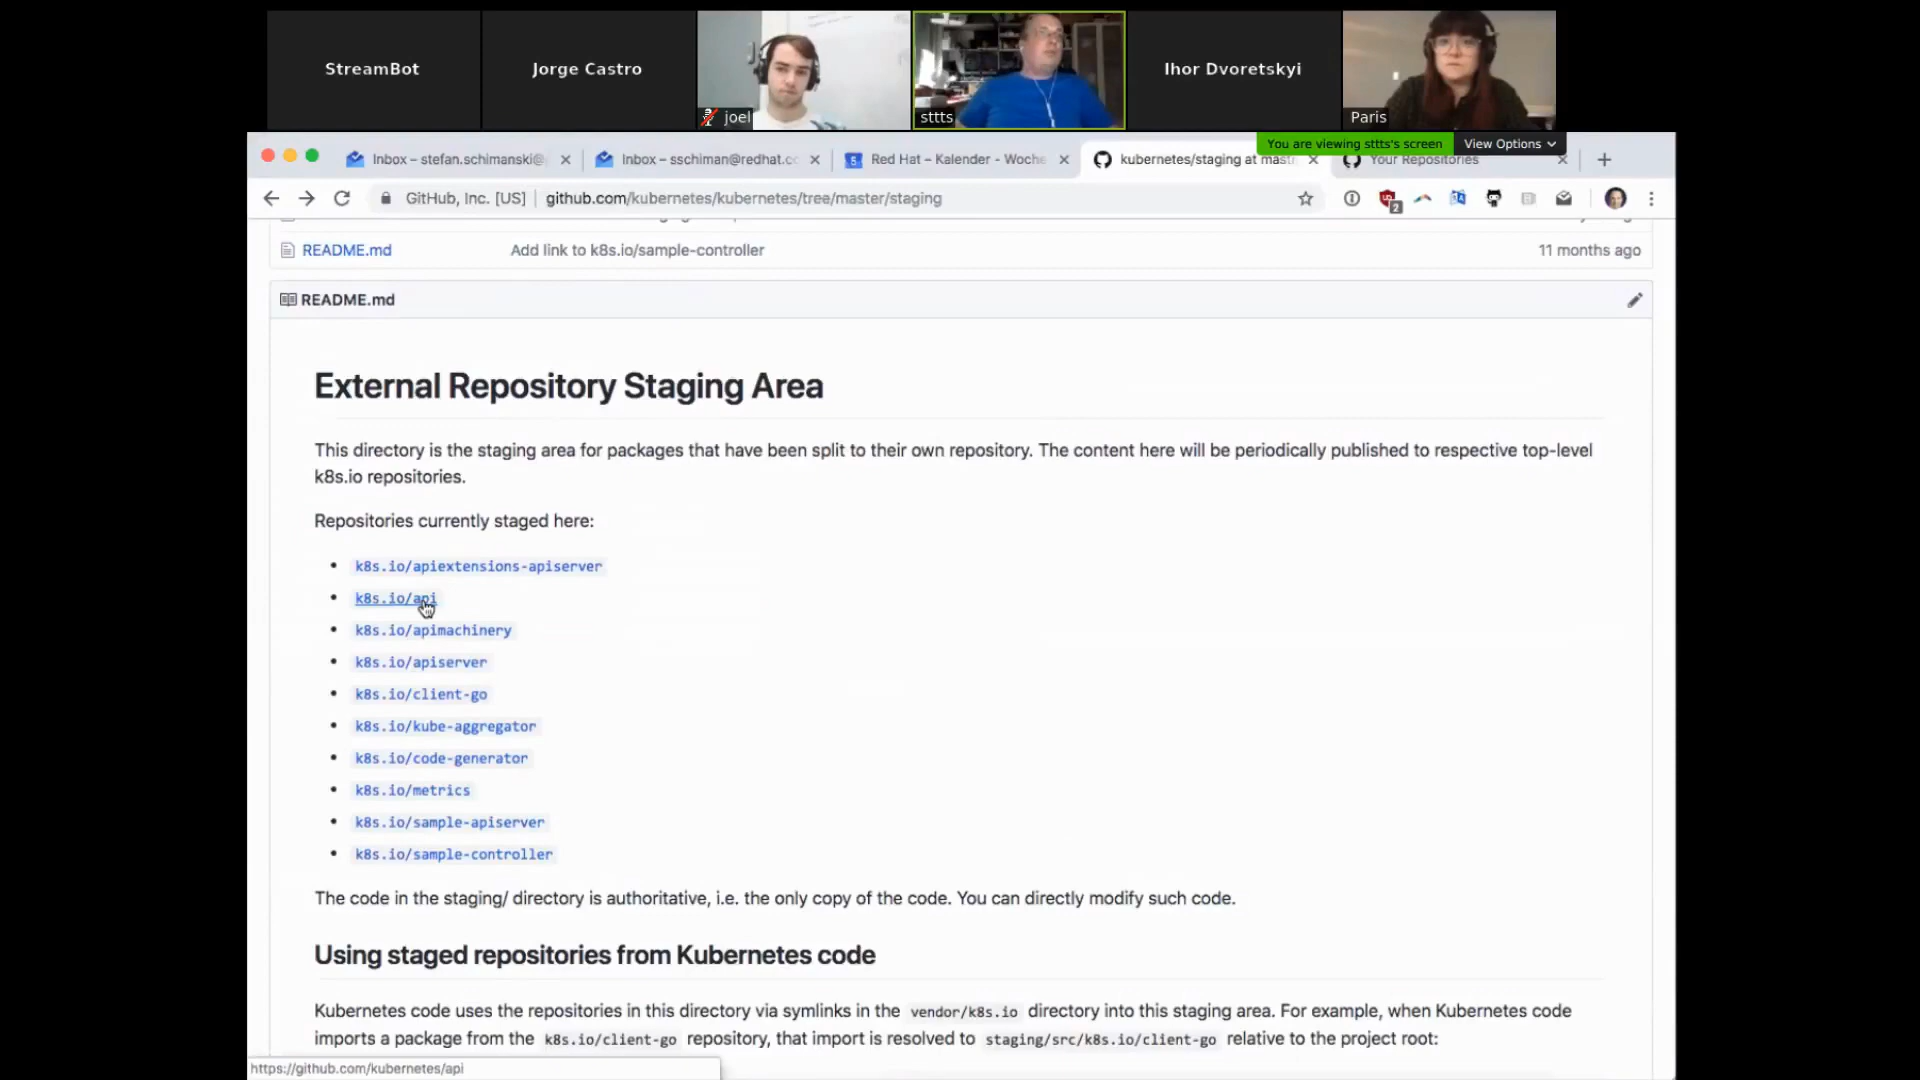 StreamBot
Jorge Castro
joel
sttts
Ihor Dvoretskyi
Paris
You are viewing sttts's screen
View Options
Inbox – stefan.schimanski@
Inbox – sschiman@redhat.co
Red Hat – Kalender - Woche
kubernetes/staging at mast
Your Repositories
GitHub, Inc. [US]
github.com/kubernetes/kubernetes/tree/master/staging
2
README.md
Add link to k8s.io/sample-controller
11 months ago
README.md
External Repository Staging Area
This directory is the staging area for packages that have been split to their own repository. The content here will be periodically published to respective top-level
k8s.io repositories.
Repositories currently staged here:
k8s.io/apiextensions-apiserver
k8s.io/api
k8s.io/apimachinery
k8s.io/apiserver
k8s.io/client-go
k8s.io/kube-aggregator
k8s.io/code-generator
k8s.io/metrics
k8s.io/sample-apiserver
k8s.io/sample-controller
The code in the staging/ directory is authoritative, i.e. the only copy of the code. You can directly modify such code.
Using staged repositories from Kubernetes code
Kubernetes code uses the repositories in this directory via symlinks in the vendor/k8s.io directory into this staging area. For example, when Kubernetes code
imports a package from the k8s.io/client-go repository, that import is resolved to staging/src/k8s.io/client-go relative to the project root:
https://github.com/kubernetes/api